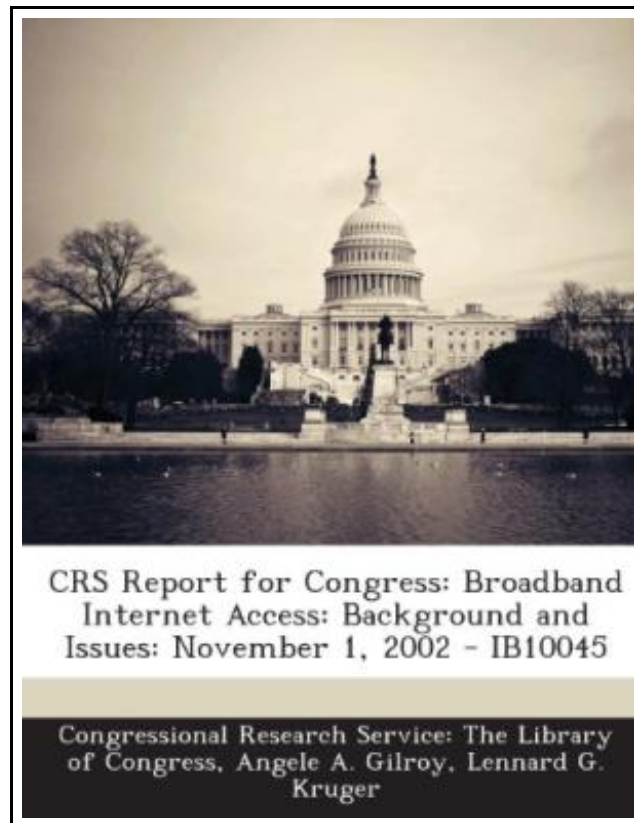 CRS Report for Congress: Broadband
Internet Access: Background and
Issues: November 1, 2002 - IB10045
Congressional Research Service: The Library
of Congress, Angele A. Gilroy, Lennard G.
Kruger